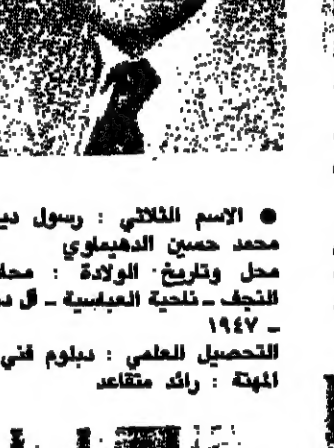 ● الاسم الثلاثي : رسول
محمد حسين الدهيماوي
محل وتاريخ الولادة :
النجف ـ ناحية العباسية ـ آل
ـ ١٩٤٧
التحصيل العلمي : دبلوم فني
المهنة : رائد متقاعد